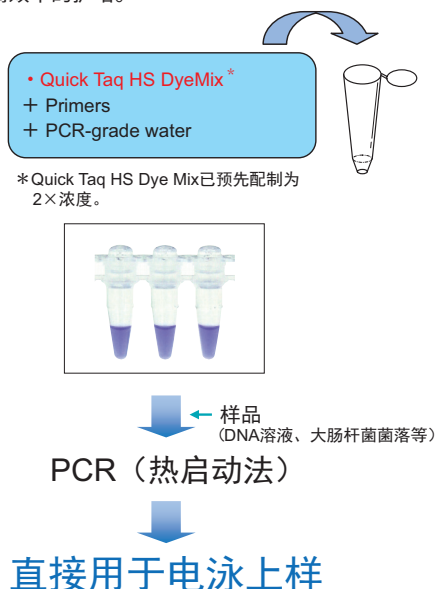 ・Quick Taq HS DyeMix*
＋ Primers
＋ PCR-grade water
＊Quick Taq HS Dye Mix已预先配制为
2×浓度。
样品
（DNA溶液、大肠杆菌菌落等）
PCR（热启动法）
直接用于电泳上样